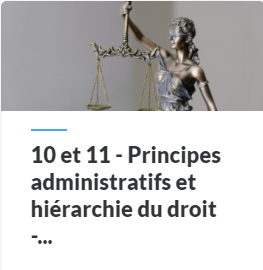 10 et 11 - Principes
administratifs et
hiérarchie du droit
-...